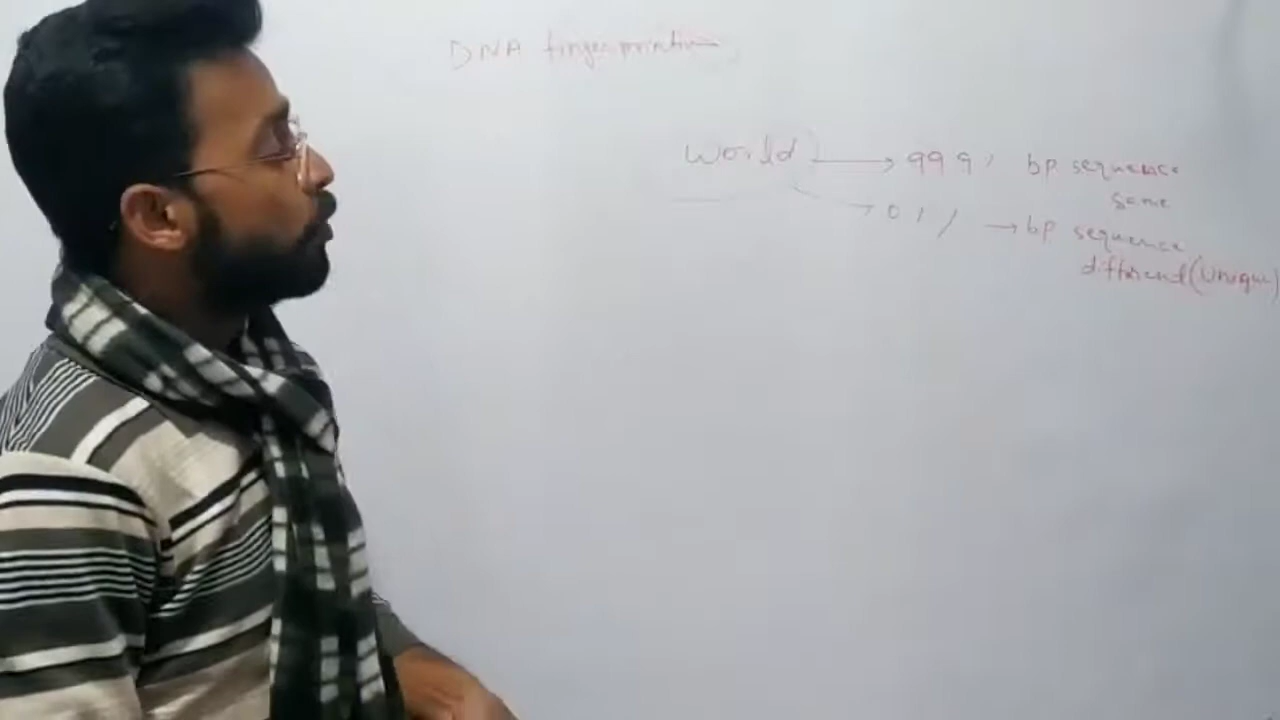 DNA fingerprinting
World → 99.9% bp sequence
same
→ 0.1% → bp sequence
different (Unique)